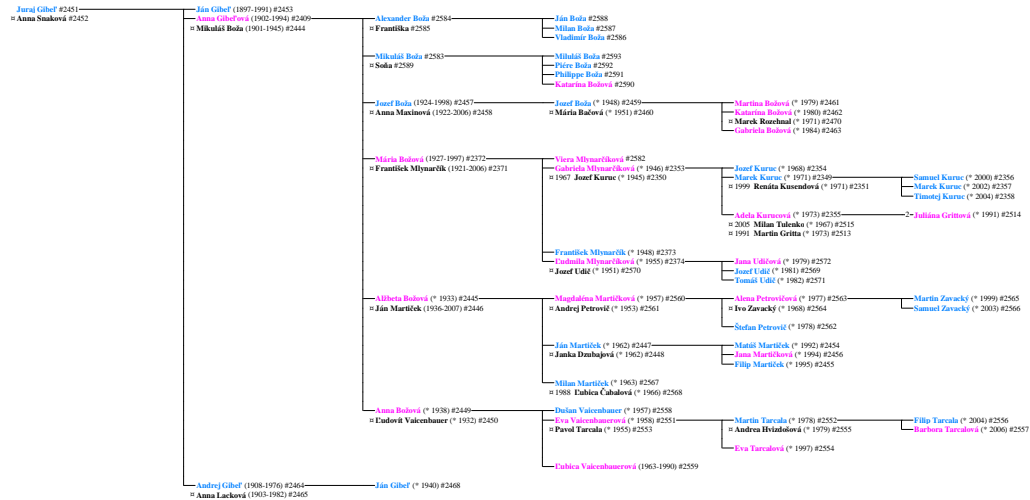 Juraj Gibeľ #2451
¤ Anna Snaková #2452
Ján Gibeľ (1897-1991) #2453
Anna Gibeľová (1902-1994) #2409
¤ Mikuláš Boža (1901-1945) #2444
Alexander Boža #2584
¤ Františka #2585
Ján Boža #2588
Milan Boža #2587
Vladimír Boža #2586
Mikuláš Boža #2583
¤ Soňa #2589
Miluláš Boža #2593
Piére Boža #2592
Philippe Boža #2591
Katarína Božová #2590
Jozef Boža (1924-1998) #2457
¤ Anna Maxinová (1922-2006) #2458
Jozef Boža (* 1948) #2459
¤ Mária Bačová (* 1951) #2460
Martina Božová (* 1979) #2461
Katarína Božová (* 1980) #2462
¤ Marek Rozehnal (* 1971) #2470
Gabriela Božová (* 1984) #2463
Mária Božová (1927-1997) #2372
¤ František Mlynarčík (1921-2006) #2371
Viera Mlynarčíková #2582
Gabriela Mlynarčíková (* 1946) #2353
¤ 1967 Jozef Kuruc (* 1945) #2350
Jozef Kuruc (* 1968) #2354
Marek Kuruc (* 1971) #2349
¤ 1999 Renáta Kusendová (* 1971) #2351
Samuel Kuruc (* 2000) #2356
Marek Kuruc (* 2002) #2357
Timotej Kuruc (* 2004) #2358
Adela Kurucová (* 1973) #2355
¤ 2005 Milan Tulenko (* 1967) #2515
¤ 1991 Martin Gritta (* 1973) #2513
2 Juliána Grittová (* 1991) #2514
František Mlynarčík (* 1948) #2373
Ľudmila Mlynarčíková (* 1955) #2374
¤ Jozef Udič (* 1951) #2570
Jana Udičová (* 1979) #2572
Jozef Udič (* 1981) #2569
Tomáš Udič (* 1982) #2571
Alžbeta Božová (* 1933) #2445
¤ Ján Martiček (1936-2007) #2446
Magdaléna Martičková (* 1957) #2560
¤ Andrej Petrovič (* 1953) #2561
Alena Petrovičová (* 1977) #2563
¤ Ivo Zavacký (* 1968) #2564
Martin Zavacký (* 1999) #2565
Samuel Zavacký (* 2003) #2566
Štefan Petrovič (* 1978) #2562
Ján Martiček (* 1962) #2447
¤ Janka Dzubajová (* 1962) #2448
Matúš Martiček (* 1992) #2454
Jana Martičková (* 1994) #2456
Filip Martiček (* 1995) #2455
Milan Martiček (* 1963) #2567
¤ 1988 Ľubica Čabalová (* 1966) #2568
Anna Božová (* 1938) #2449
¤ Ľudovít Vaicenbauer (* 1932) #2450
Dušan Vaicenbauer (* 1957) #2558
Eva Vaicenbauerová (* 1958) #2551
¤ Pavol Tarcala (* 1955) #2553
Martin Tarcala (* 1978) #2552
¤ Andrea Hvizdošová (* 1979) #2555
Filip Tarcala (* 2004) #2556
Barbora Tarcalová (* 2006) #2557
Eva Tarcalová (* 1997) #2554
Ľubica Vaicenbauerová (1963-1990) #2559
Andrej Gibeľ (1908-1976) #2464
¤ Anna Lacková (1903-1982) #2465
Ján Gibeľ (* 1940) #2468